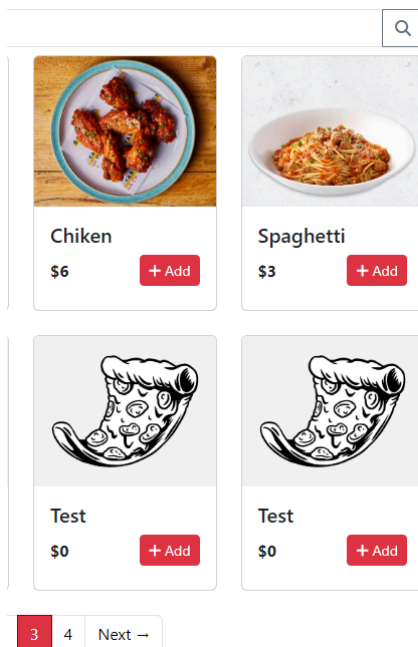 Chiken
Spaghetti
$6
+ Add
$3
+ Add
Test
Test
$0
+ Add
$0
+ Add
3
4
Next →